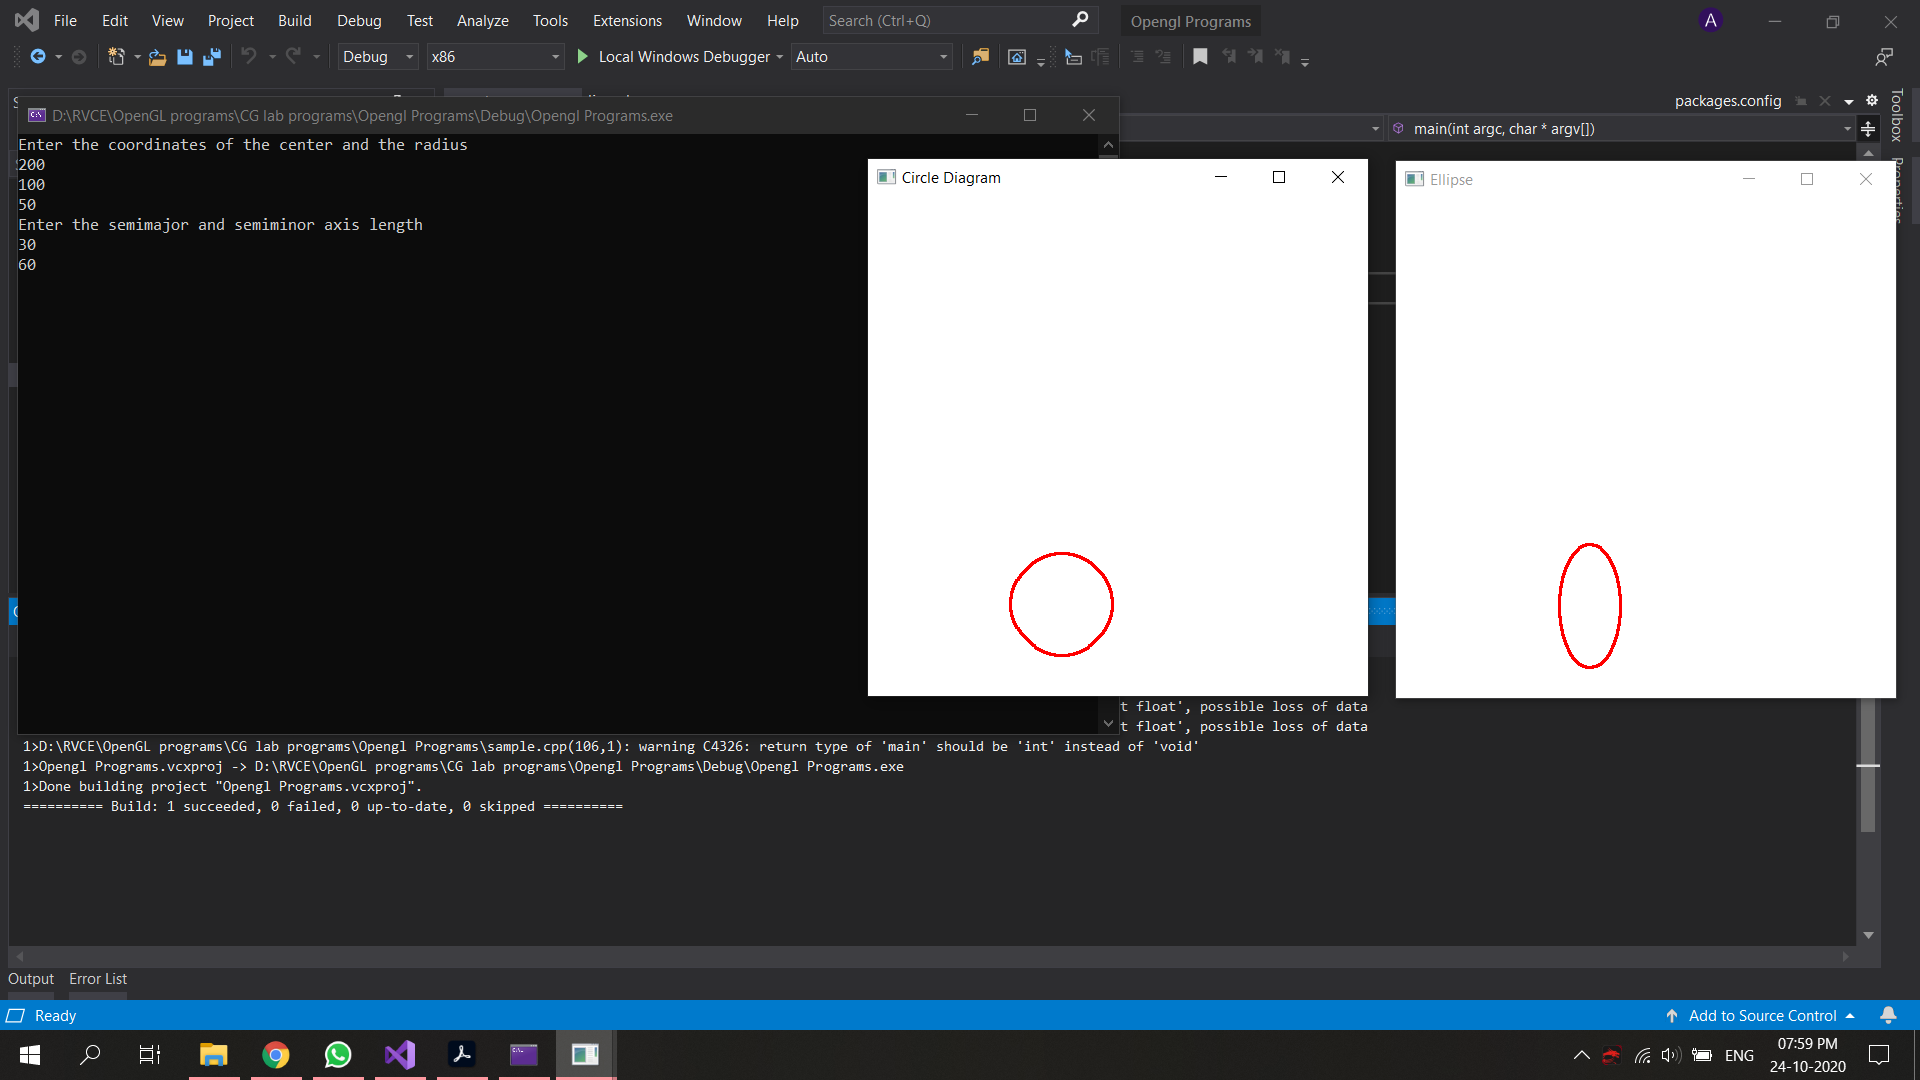 File Edit View Project Build Debug Test Analyze Tools Extensions Window Help Search (Ctrl+Q) Opengl Programs A
Debug x86 Local Windows Debugger Auto
packages.config
Toolbox
Properties
main(int argc, char * argv[])
D:\RVCE\OpenGL programs\CG lab programs\Opengl Programs\Debug\Opengl Programs.exe
Enter the coordinates of the center and the radius
200
100
50
Enter the semimajor and semiminor axis length
30
60
Circle Diagram
Ellipse
t float', possible loss of data
t float', possible loss of data
1>D:\RVCE\OpenGL programs\CG lab programs\Opengl Programs\sample.cpp(106,1): warning C4326: return type of 'main' should be 'int' instead of 'void'
1>Opengl Programs.vcxproj -> D:\RVCE\OpenGL programs\CG lab programs\Opengl Programs\Debug\Opengl Programs.exe
1>Done building project "Opengl Programs.vcxproj".
========== Build: 1 succeeded, 0 failed, 0 up-to-date, 0 skipped ==========
Output Error List
Ready Add to Source Control
ENG
07:59 PM
24-10-2020